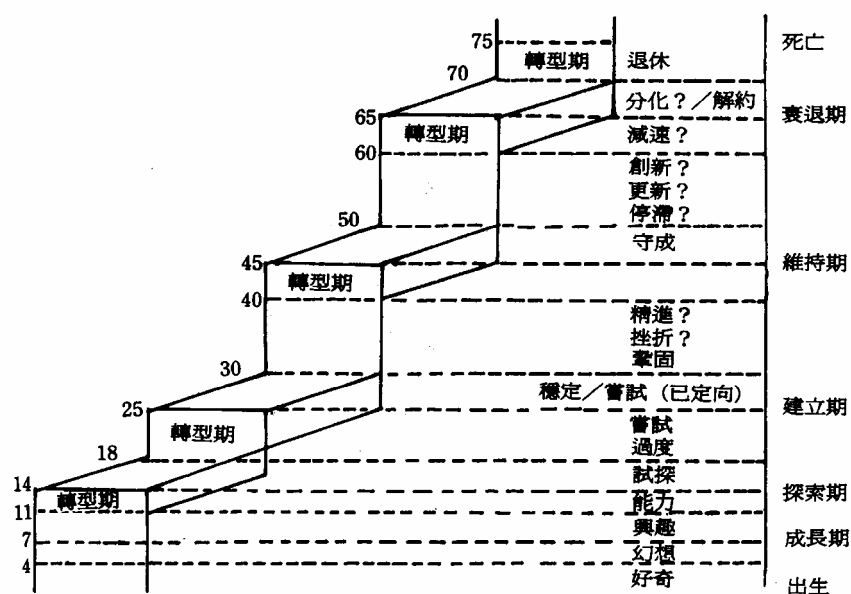 75 死亡
轉型期 退休
70
分化？／解約
65 衰退期
轉型期 減速？
60
創新？
更新？
停滯？
50
守成
45 維持期
轉型期
40
精進？
挫折？
鞏固
30
穩定／嘗試（已定向）
25 建立期
嘗試
轉型期
過度
18
試探
14 探索期
轉型期 能力
11
興趣
7 成長期
幻想
4
好奇
出生